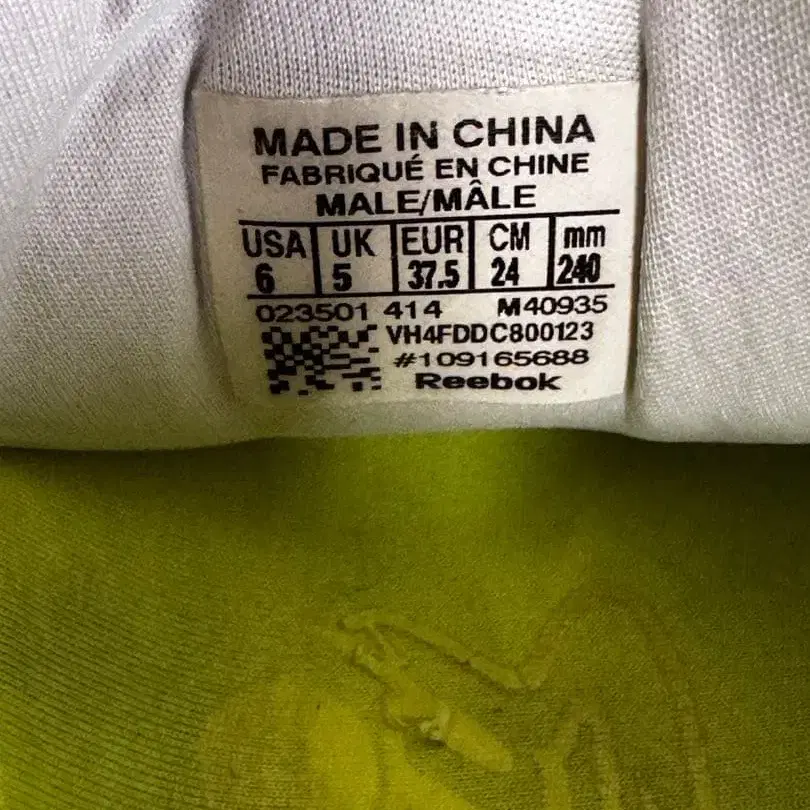 MADE IN CHINA
FABRIQUÉ EN CHINE
MALE/MÂLE
USA UK EUR CM mm
6 5 37.5 24 240
023501 414 M40935
VH4FDDC800123
#109165688
Reebok